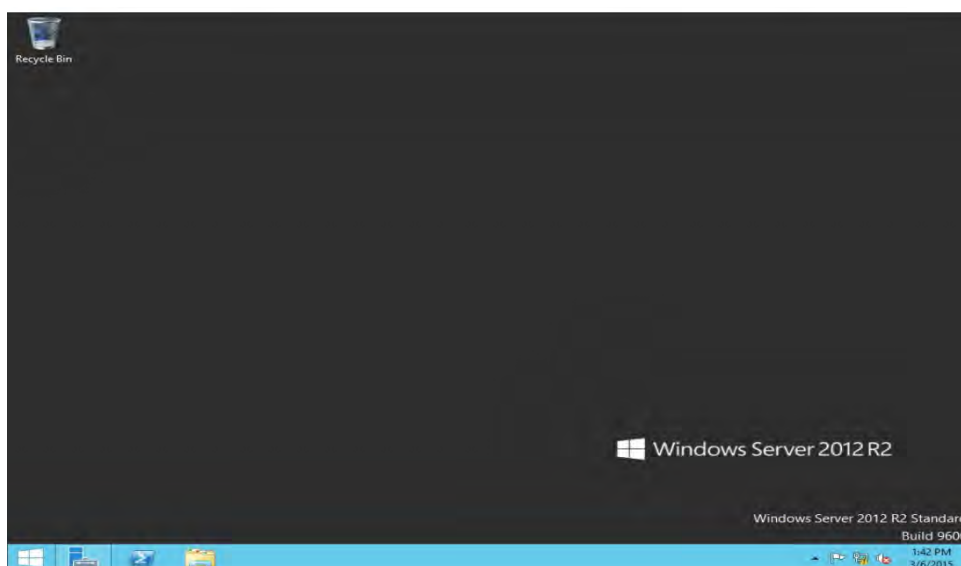 Recycle Bin
Windows Server 2012 R2
Windows Server 2012 R2 Standar
Build 960
1:42 PM
3/6/2015